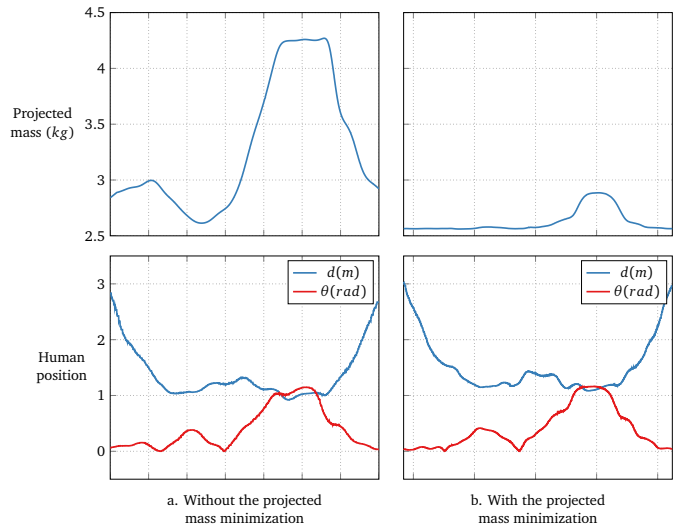 4.5
4
3.5
3
2.5
Projected
mass (kg)
3
2
1
0
Human
position
d(m)
θ(rad)
d(m)
θ(rad)
a. Without the projected
mass minimization
b. With the projected
mass minimization